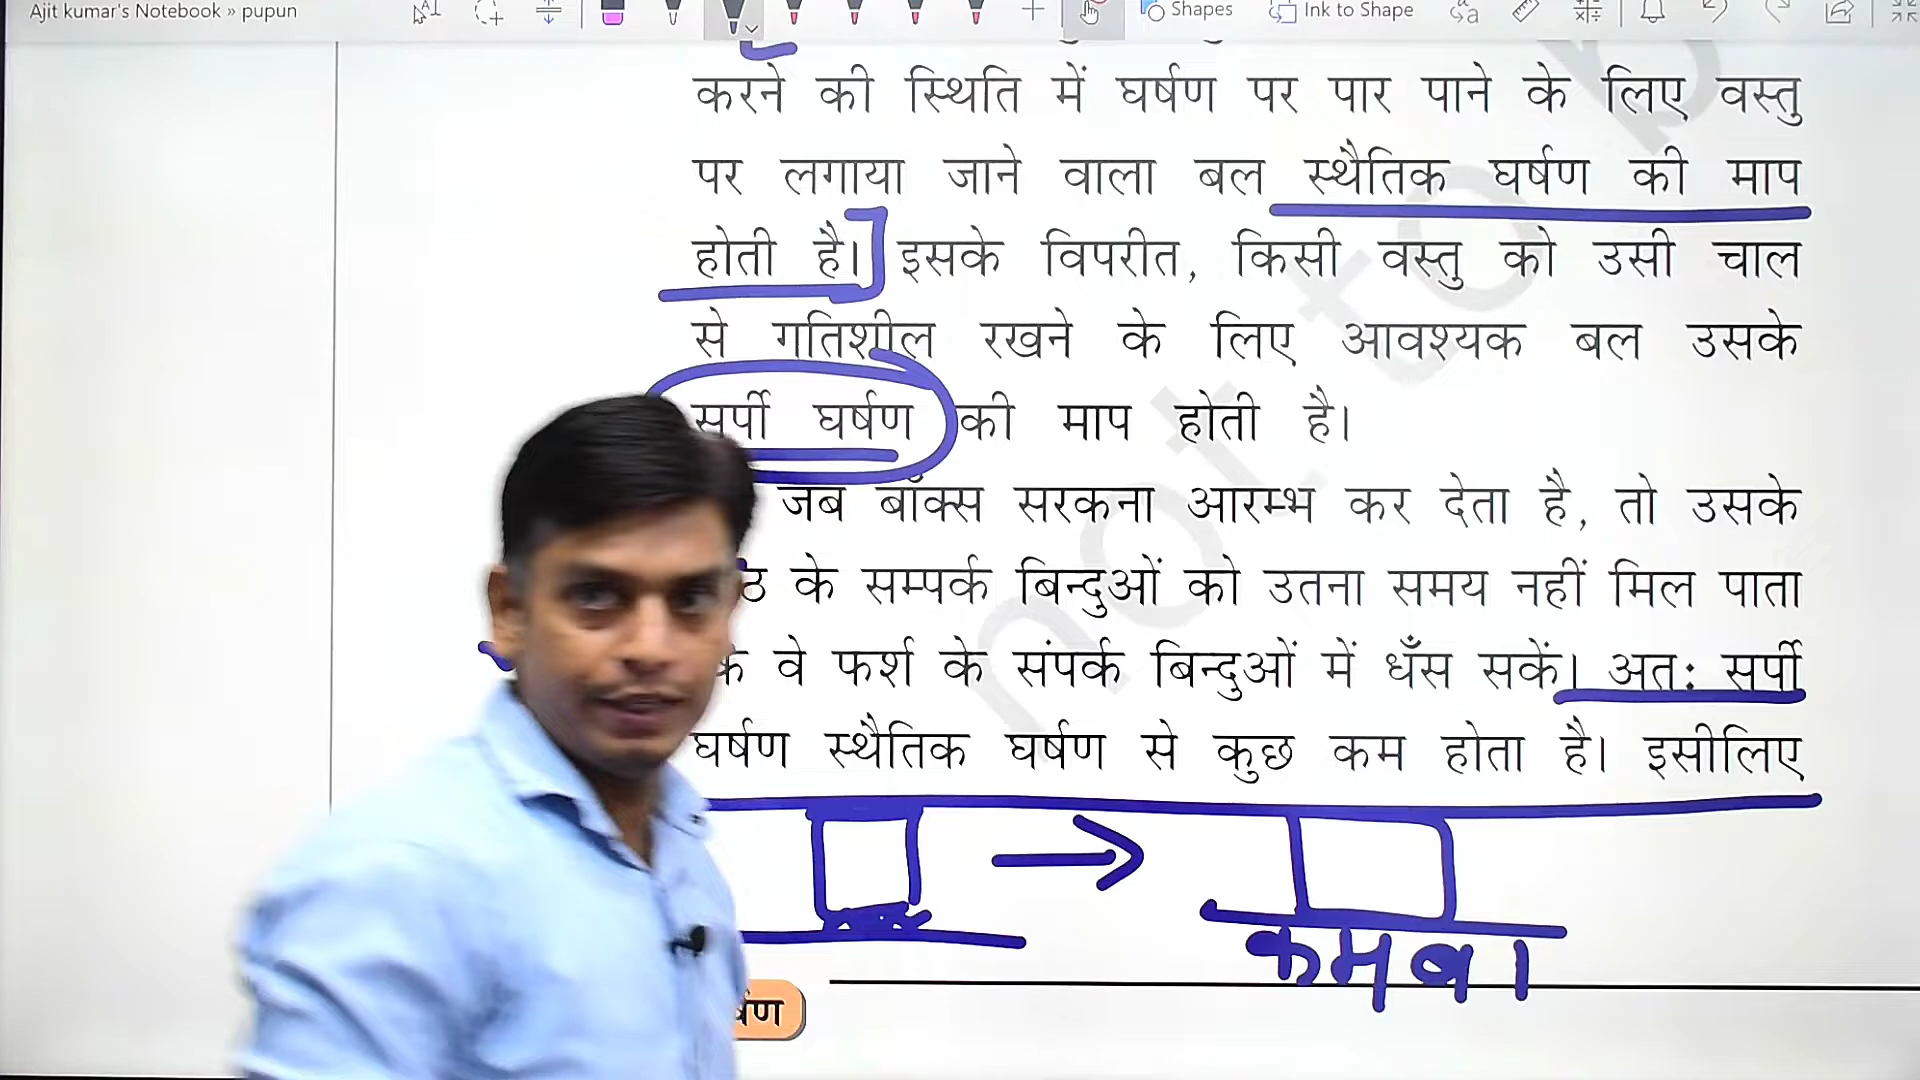 Ajit kumar's Notebook » pupun
Shapes
Ink to Shape
करने की स्थिति में घर्षण पर पार पाने के लिए वस्तु
पर लगाया जाने वाला बल स्थैतिक घर्षण की माप
होती है। इसके विपरीत, किसी वस्तु को उसी चाल
से गतिशील रखने के लिए आवश्यक बल उसके
सर्पी घर्षण की माप होती है।
जब बॉक्स सरकना आरम्भ कर देता है, तो उसके
के सम्पर्क बिन्दुओं को उतना समय नहीं मिल पाता
वे फर्श के संपर्क बिन्दुओं में धँस सकें। अतः सर्पी
घर्षण स्थैतिक घर्षण से कुछ कम होता है। इसीलिए
not to b